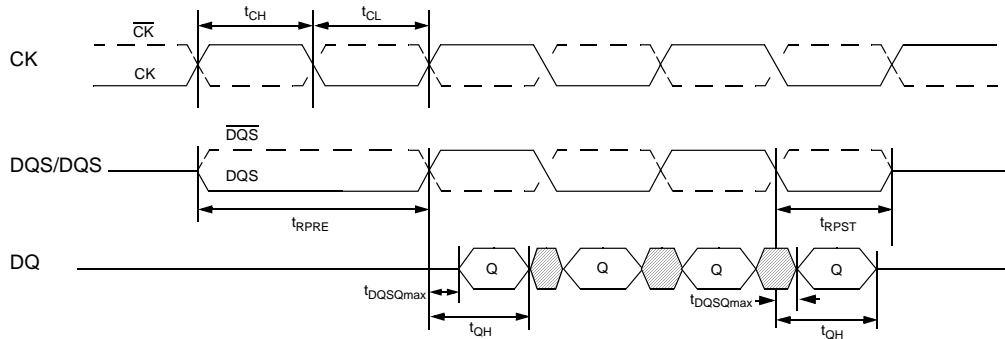 tCH tCL
CK
CK
CK
DQS
DQS/DQS
DQS
tRPRE
tRPST
DQ
Q Q Q Q
tDQSQmax
tDQSQmax
tQH
tQH